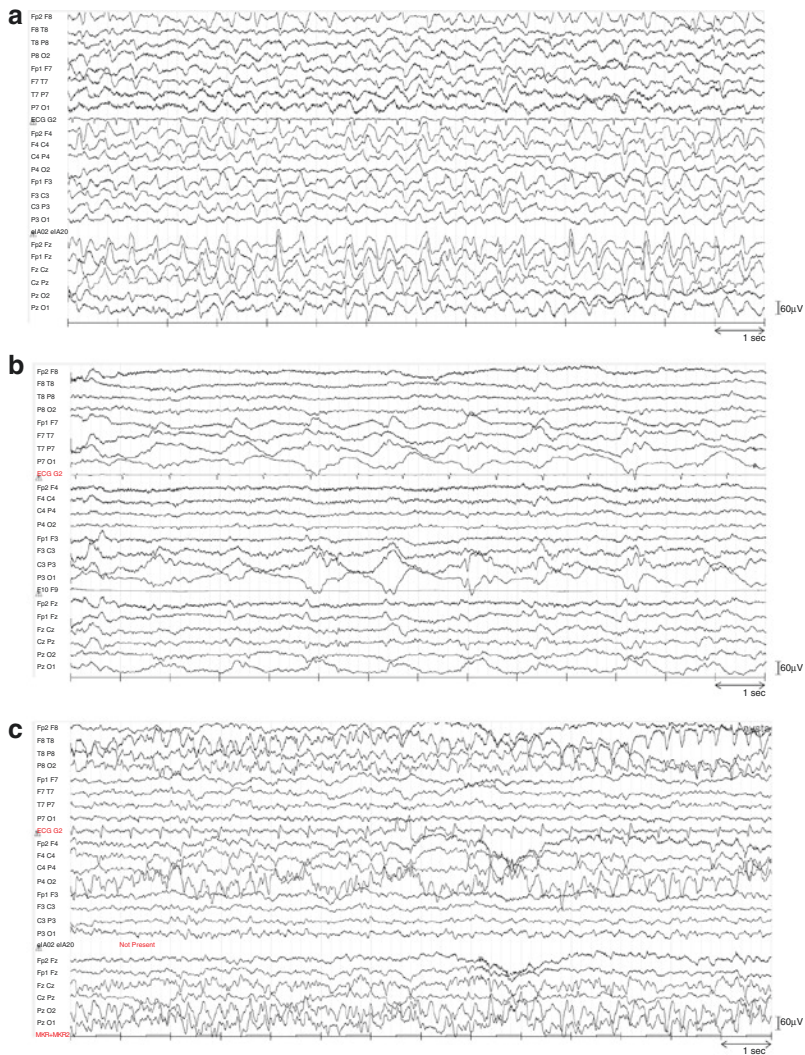 a
Fp2 F8
F8 T8
T8 P8
P8 O2
Fp1 F7
F7 T7
T7 P7
P7 O1
ECG G2
Fp2 F4
F4 C4
C4 P4
P4 O2
Fp1 F3
F3 C3
C3 P3
P3 O1
eIA02 eIA20
Fp2 Fz
Fp1 Fz
Fz Cz
Cz Pz
Pz O2
Pz O1
60μV
1 sec
b
Fp2 F8
F8 T8
T8 P8
P8 O2
Fp1 F7
F7 T7
T7 P7
P7 O1
ECG G2
Fp2 F4
F4 C4
C4 P4
P4 O2
Fp1 F3
F3 C3
C3 P3
P3 O1
F10 F9
Fp2 Fz
Fp1 Fz
Fz Cz
Cz Pz
Pz O2
Pz O1
60μV
1 sec
c
Fp2 F8
F8 T8
T8 P8
P8 O2
Fp1 F7
F7 T7
T7 P7
P7 O1
ECG G2
Fp2 F4
F4 C4
C4 P4
P4 O2
Fp1 F3
F3 C3
C3 P3
P3 O1
eIA02 eIA20 Not Present
Fp2 Fz
Fp1 Fz
Fz Cz
Cz Pz
Pz O2
Pz O1
MKR+MKR2
60μV
1 sec